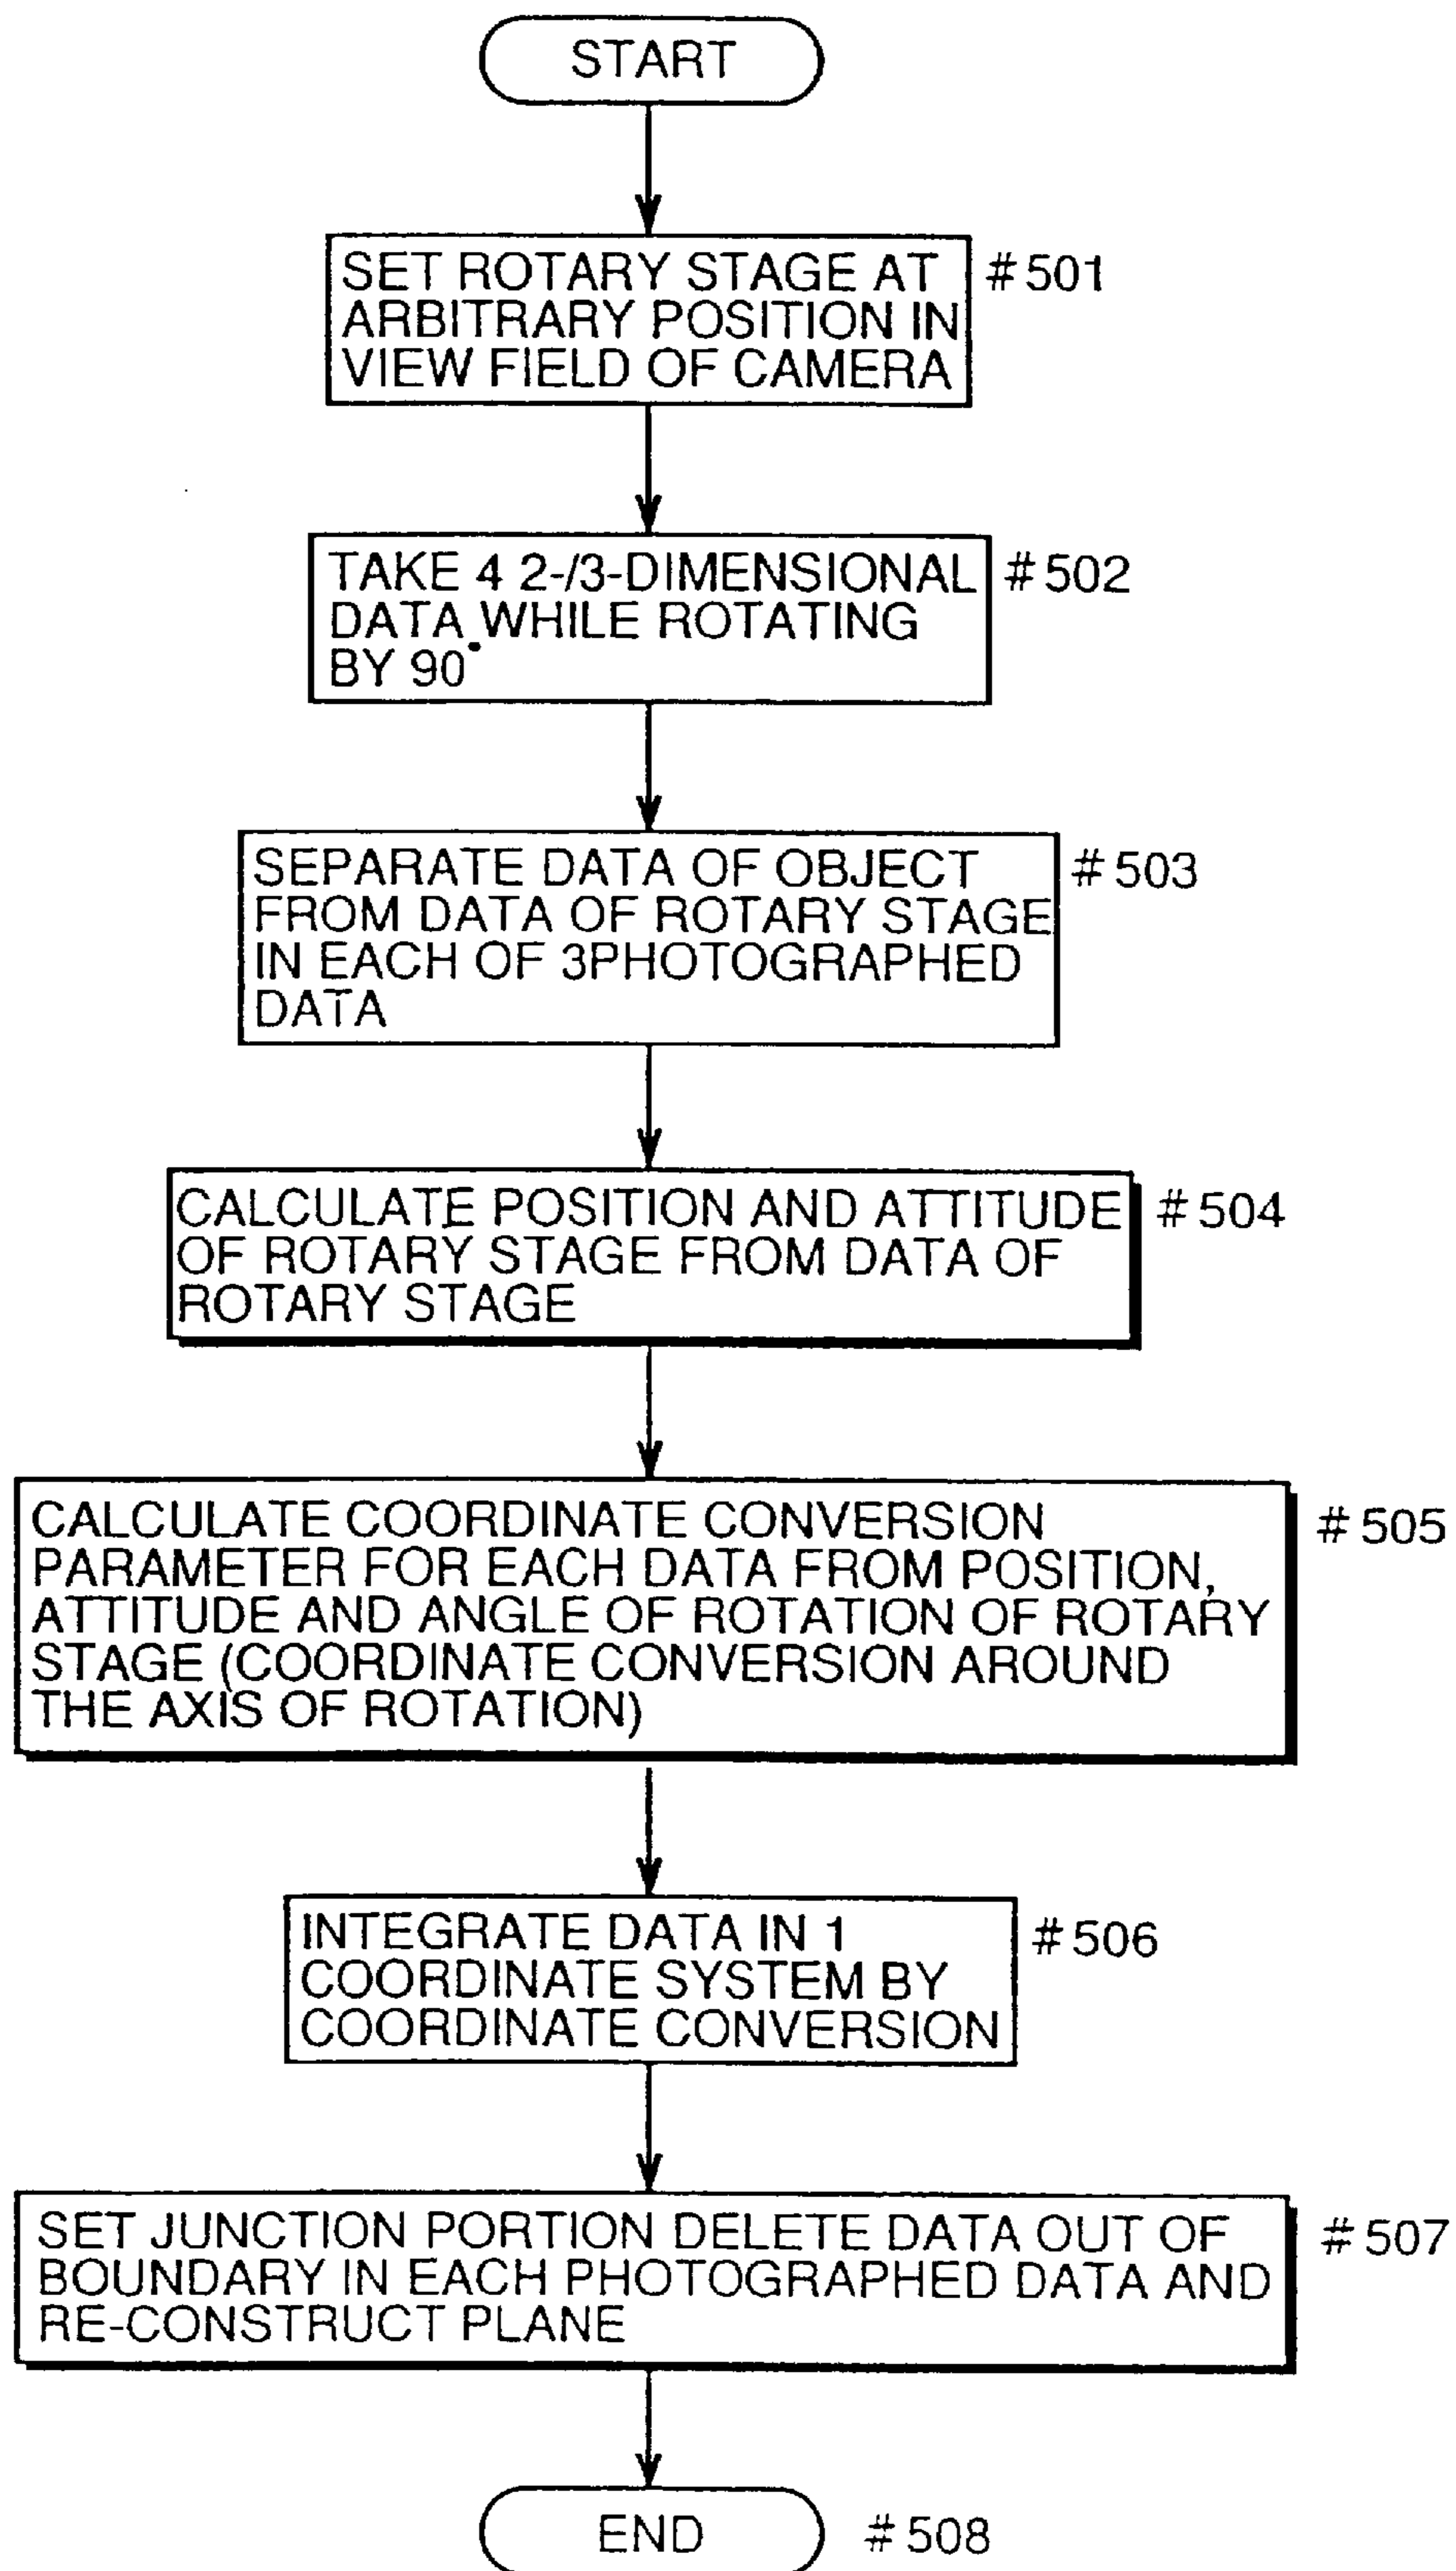 START
SET ROTARY STAGE AT #501
ARBITRARY POSITION IN
VIEW FIELD OF CAMERA
TAKE 4 2-/3-DIMENSIONAL #502
DATA WHILE ROTATING
BY 90°
SEPARATE DATA OF OBJECT #503
FROM DATA OF ROTARY STAGE
IN EACH OF 3PHOTOGRAPHED
DATA
CALCULATE POSITION AND ATTITUDE #504
OF ROTARY STAGE FROM DATA OF
ROTARY STAGE
CALCULATE COORDINATE CONVERSION #505
PARAMETER FOR EACH DATA FROM POSITION,
ATTITUDE AND ANGLE OF ROTATION OF ROTARY
STAGE (COORDINATE CONVERSION AROUND
THE AXIS OF ROTATION)
INTEGRATE DATA IN 1 #506
COORDINATE SYSTEM BY
COORDINATE CONVERSION
SET JUNCTION PORTION DELETE DATA OUT OF #507
BOUNDARY IN EACH PHOTOGRAPHED DATA AND
RE-CONSTRUCT PLANE
END #508